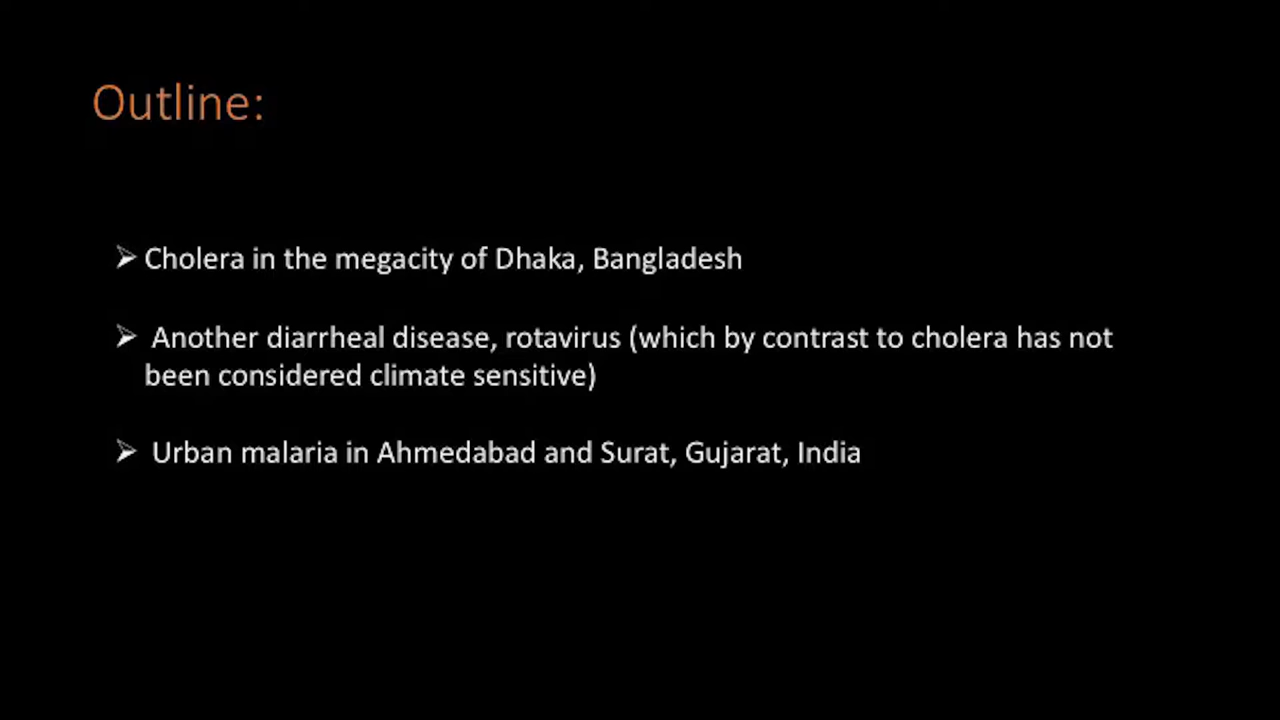 Outline:
➢ Cholera in the megacity of Dhaka, Bangladesh
➢ Another diarrheal disease, rotavirus (which by contrast to cholera has not
been considered climate sensitive)
➢ Urban malaria in Ahmedabad and Surat, Gujarat, India